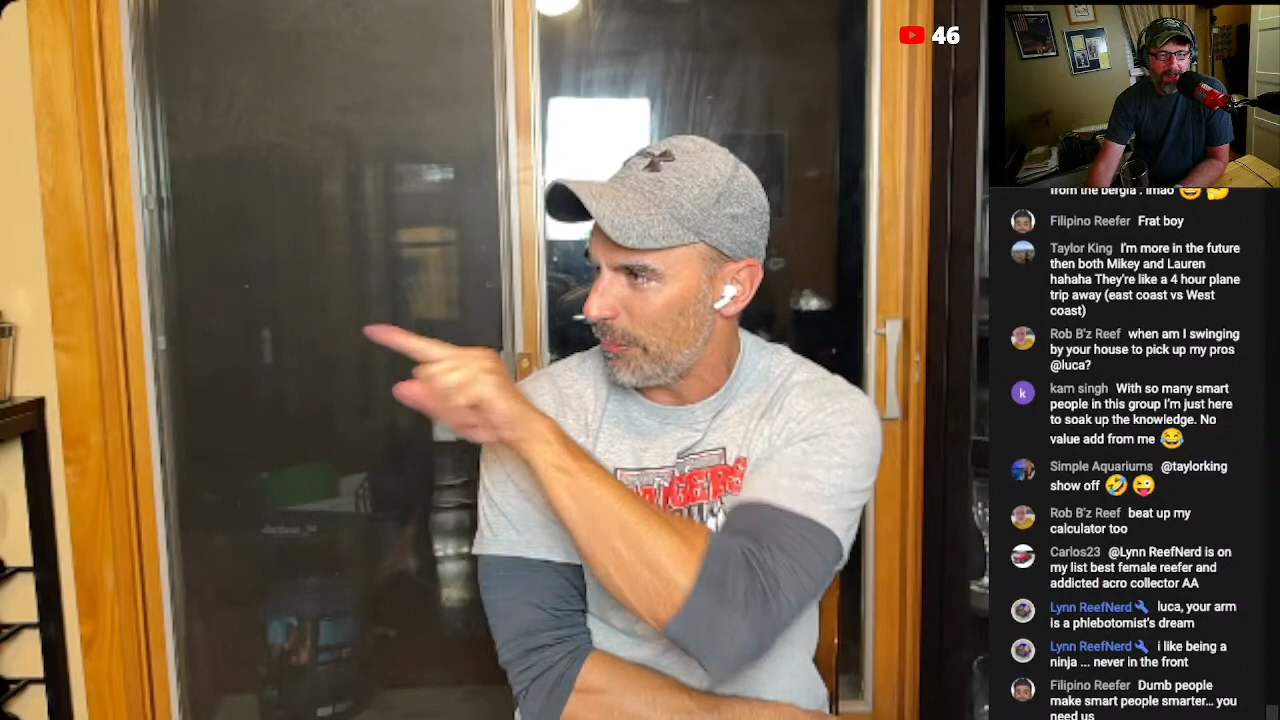 46
from the bergia . lmao
Filipino Reefer Frat boy
Taylor King I'm more in the future
then both Mikey and Lauren
hahaha They're like a 4 hour plane
trip away (east coast vs West
coast)
Rob B'z Reef when am I swinging
by your house to pick up my pros
@luca?
k
kam singh With so many smart
people in this group I'm just here
to soak up the knowledge. No
value add from me 😂
Simple Aquariums @taylorking
show off 🤣 😜
Rob B'z Reef beat up my
calculator too
Carlos23 @Lynn ReefNerd is on
my list best female reefer and
addicted acro collector AA
Lynn ReefNerd luca, your arm
is a phlebotomist's dream
Lynn ReefNerd i like being a
ninja ... never in the front
Filipino Reefer Dumb people
make smart people smarter... you
need us